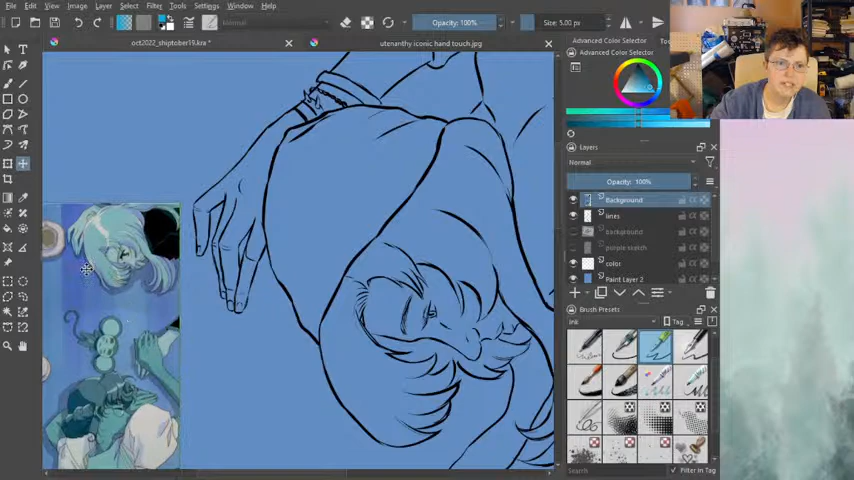 File Edit View Image Layer Select Filter Tools Settings Window Help
Normal
Opacity: 100%
Size: 5.00 px
oct2022_shiptober19.kra *
utenanthy iconic hand touch.jpg
Advanced Color Selector
Advanced Color Selector
Layers
Normal
Opacity: 100%
Background
lines
background
purple sketch
color
Paint Layer 2
Brush Presets
Ink
Tag
Search
Filter in Tag